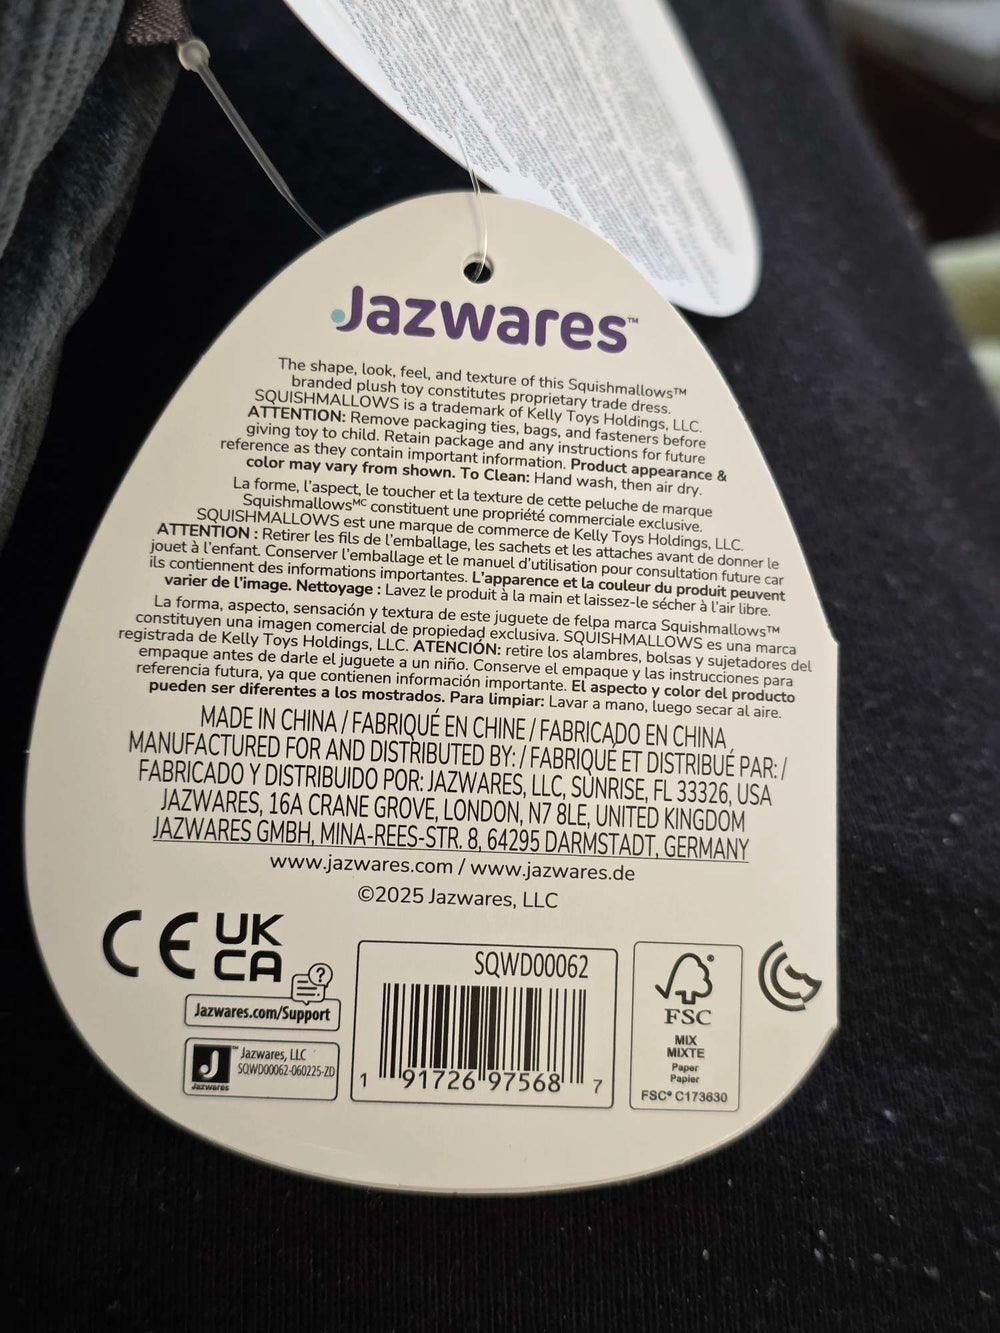 Jazwares™
The shape, look, feel, and texture of this Squishmallows™
branded plush toy constitutes proprietary trade dress.
SQUISHMALLOWS is a trademark of Kelly Toys Holdings, LLC.
ATTENTION: Remove packaging ties, bags, and fasteners before
giving toy to child. Retain package and any instructions for future
reference as they contain important information. Product appearance &
color may vary from shown. To Clean: Hand wash, then air dry.
La forme, l'aspect, le toucher et la texture de cette peluche de marque
Squishmallowsᴹᶜ constituent une propriété commerciale exclusive.
SQUISHMALLOWS est une marque de commerce de Kelly Toys Holdings, LLC.
ATTENTION : Retirer les fils de l'emballage, les sachets et les attaches avant de donner le
jouet à l'enfant. Conserver l'emballage et le manuel d'utilisation pour consultation future car
ils contiennent des informations importantes. L'apparence et la couleur du produit peuvent
varier de l'image. Nettoyage : Lavez le produit à la main et laissez-le sécher à l'air libre.
La forma, aspecto, sensación y textura de este juguete de felpa marca Squishmallows™
constituyen una imagen comercial de propiedad exclusiva. SQUISHMALLOWS es una marca
registrada de Kelly Toys Holdings, LLC. ATENCIÓN: retire los alambres, bolsas y sujetadores del
empaque antes de darle el juguete a un niño. Conserve el empaque y las instrucciones para
referencia futura, ya que contienen información importante. El aspecto y color del producto
pueden ser diferentes a los mostrados. Para limpiar: Lavar a mano, luego secar al aire.
MADE IN CHINA / FABRIQUÉ EN CHINE / FABRICADO EN CHINA
MANUFACTURED FOR AND DISTRIBUTED BY: / FABRIQUÉ ET DISTRIBUÉ PAR: /
FABRICADO Y DISTRIBUIDO POR: JAZWARES, LLC, SUNRISE, FL 33326, USA
JAZWARES, 16A CRANE GROVE, LONDON, N7 8LE, UNITED KINGDOM
JAZWARES GMBH, MINA-REES-STR. 8, 64295 DARMSTADT, GERMANY
www.jazwares.com / www.jazwares.de
©2025 Jazwares, LLC
CE
UK
CA
?
Jazwares.com/Support
J™
Jazwares
Jazwares, LLC
SQWD00062-060225-ZD
SQWD00062
1 91726 97568 7
FSC
MIX
MIXTE
Paper
Papier
FSC® C173630